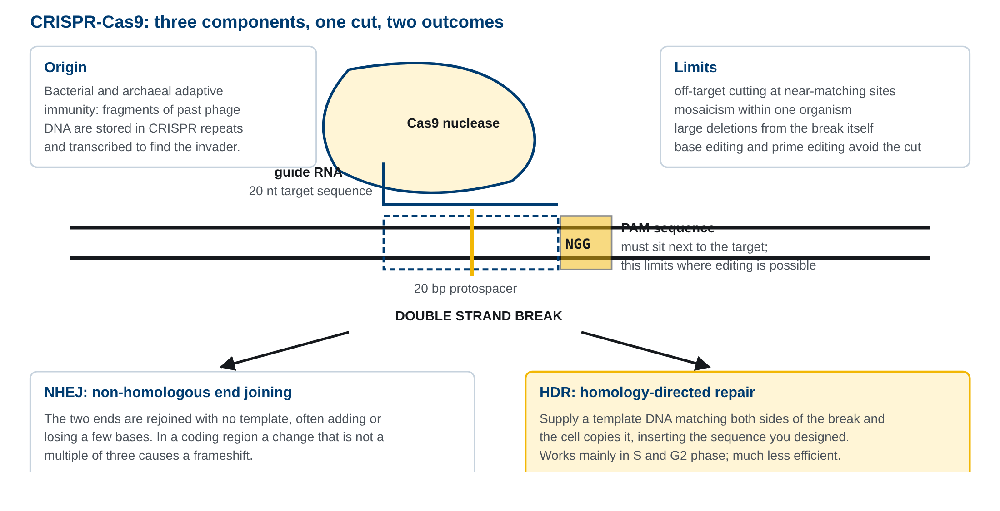 CRISPR-Cas9: three components, one cut, two outcomes
Origin
Bacterial and archaeal adaptive
immunity: fragments of past phage
DNA are stored in CRISPR repeats
and transcribed to find the invader.
Cas9 nuclease
Limits
off-target cutting at near-matching sites
mosaicism within one organism
large deletions from the break itself
base editing and prime editing avoid the cut
guide RNA
20 nt target sequence
NGG
PAM sequence
must sit next to the target;
this limits where editing is possible
20 bp protospacer
DOUBLE STRAND BREAK
NHEJ: non-homologous end joining
The two ends are rejoined with no template, often adding or
losing a few bases. In a coding region a change that is not a
multiple of three causes a frameshift.
HDR: homology-directed repair
Supply a template DNA matching both sides of the break and
the cell copies it, inserting the sequence you designed.
Works mainly in S and G2 phase; much less efficient.